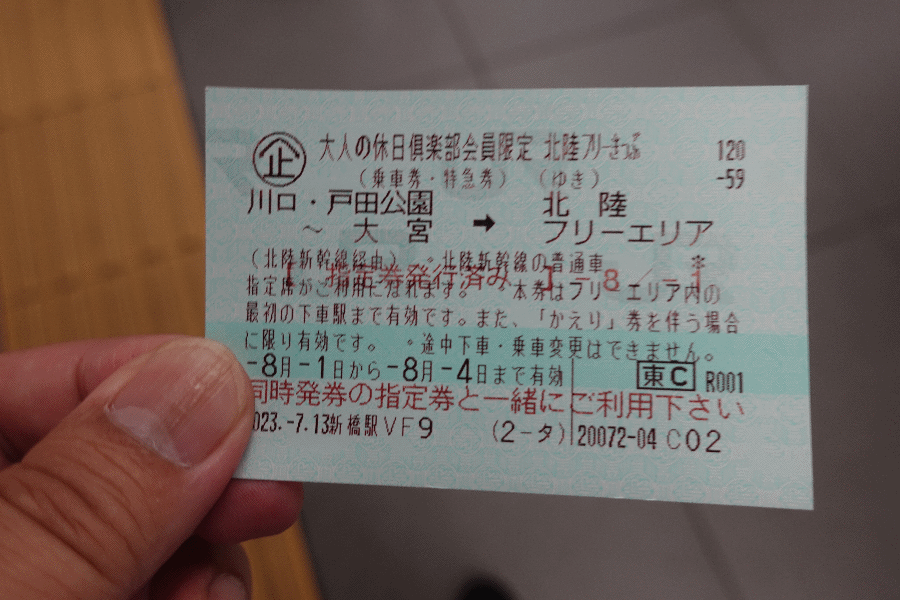 企 大人の休日倶楽部会員限定 北陸フリーきっぷ 120
(乗車券・特急券) (ゆき) -59
川口・戸田公園 ➡ 北 陸
~ 大 宮 フリーエリア
(北陸新幹線経由) 。北陸新幹線の普通車
[ 指定券発行済み ] 8/-1
指定席がご利用になれます。 本券はフリーエリア内の
最初の下車駅まで有効です。また、「かえり」券を伴う場合
に限り有効です。 。途中下車・乗車変更はできません。
-8月-1日から-8月-4日まで有効 東C R001
同時発券の指定券と一緒にご利用下さい
023.-7.13新橋駅VF9 (2-タ) 20072-04 C02